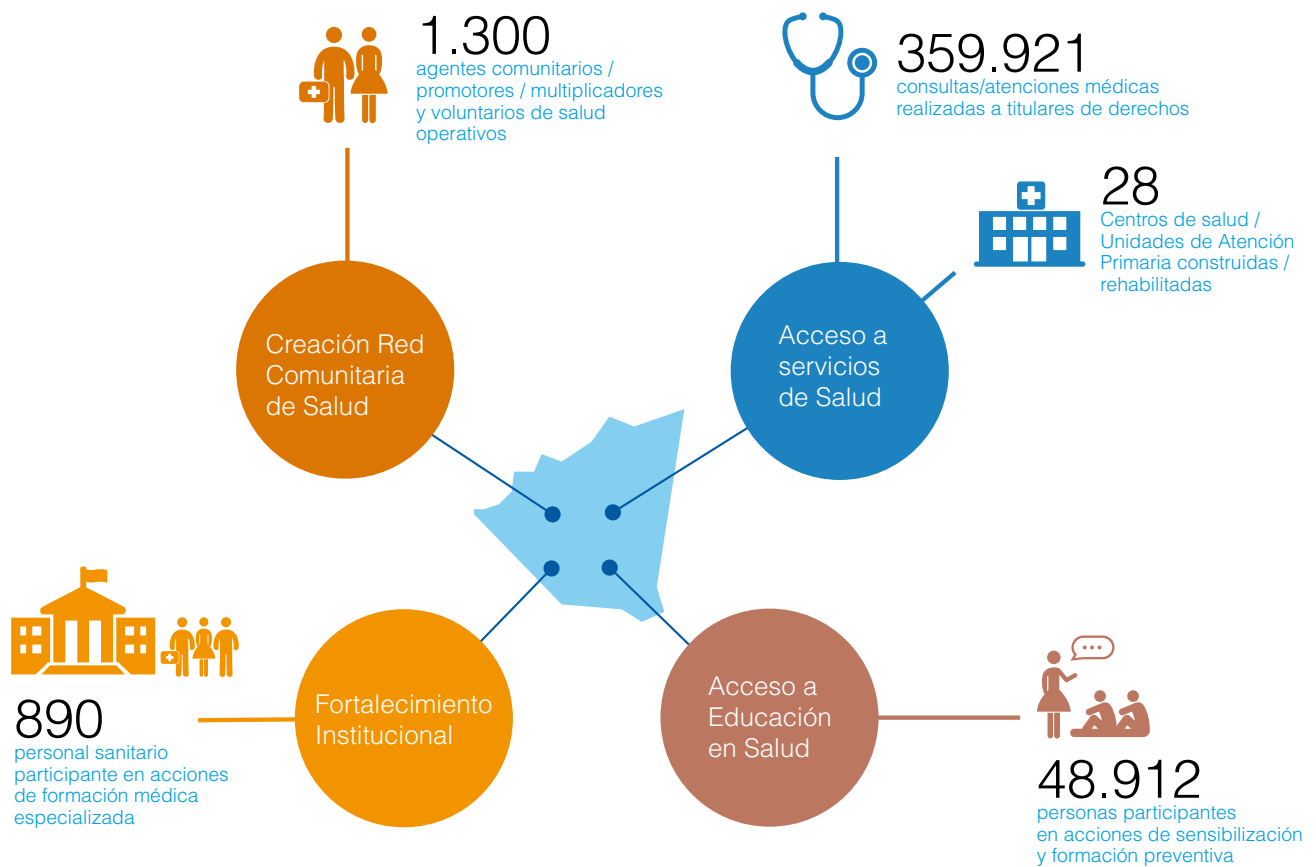 1.300
agentes comunitarios /
promotores / multiplicadores
y voluntarios de salud
operativos
359.921
consultas/atenciones médicas
realizadas a titulares de derechos
28
Centros de salud /
Unidades de Atención
Primaria construidas /
rehabilitadas
Creación Red
Comunitaria
de Salud
Acceso a
servicios
de Salud
Fortalecimiento
Institucional
Acceso a
Educación
en Salud
890
personal sanitario
participante en acciones
de formación médica
especializada
48.912
personas participantes
en acciones de sensibilización
y formación preventiva